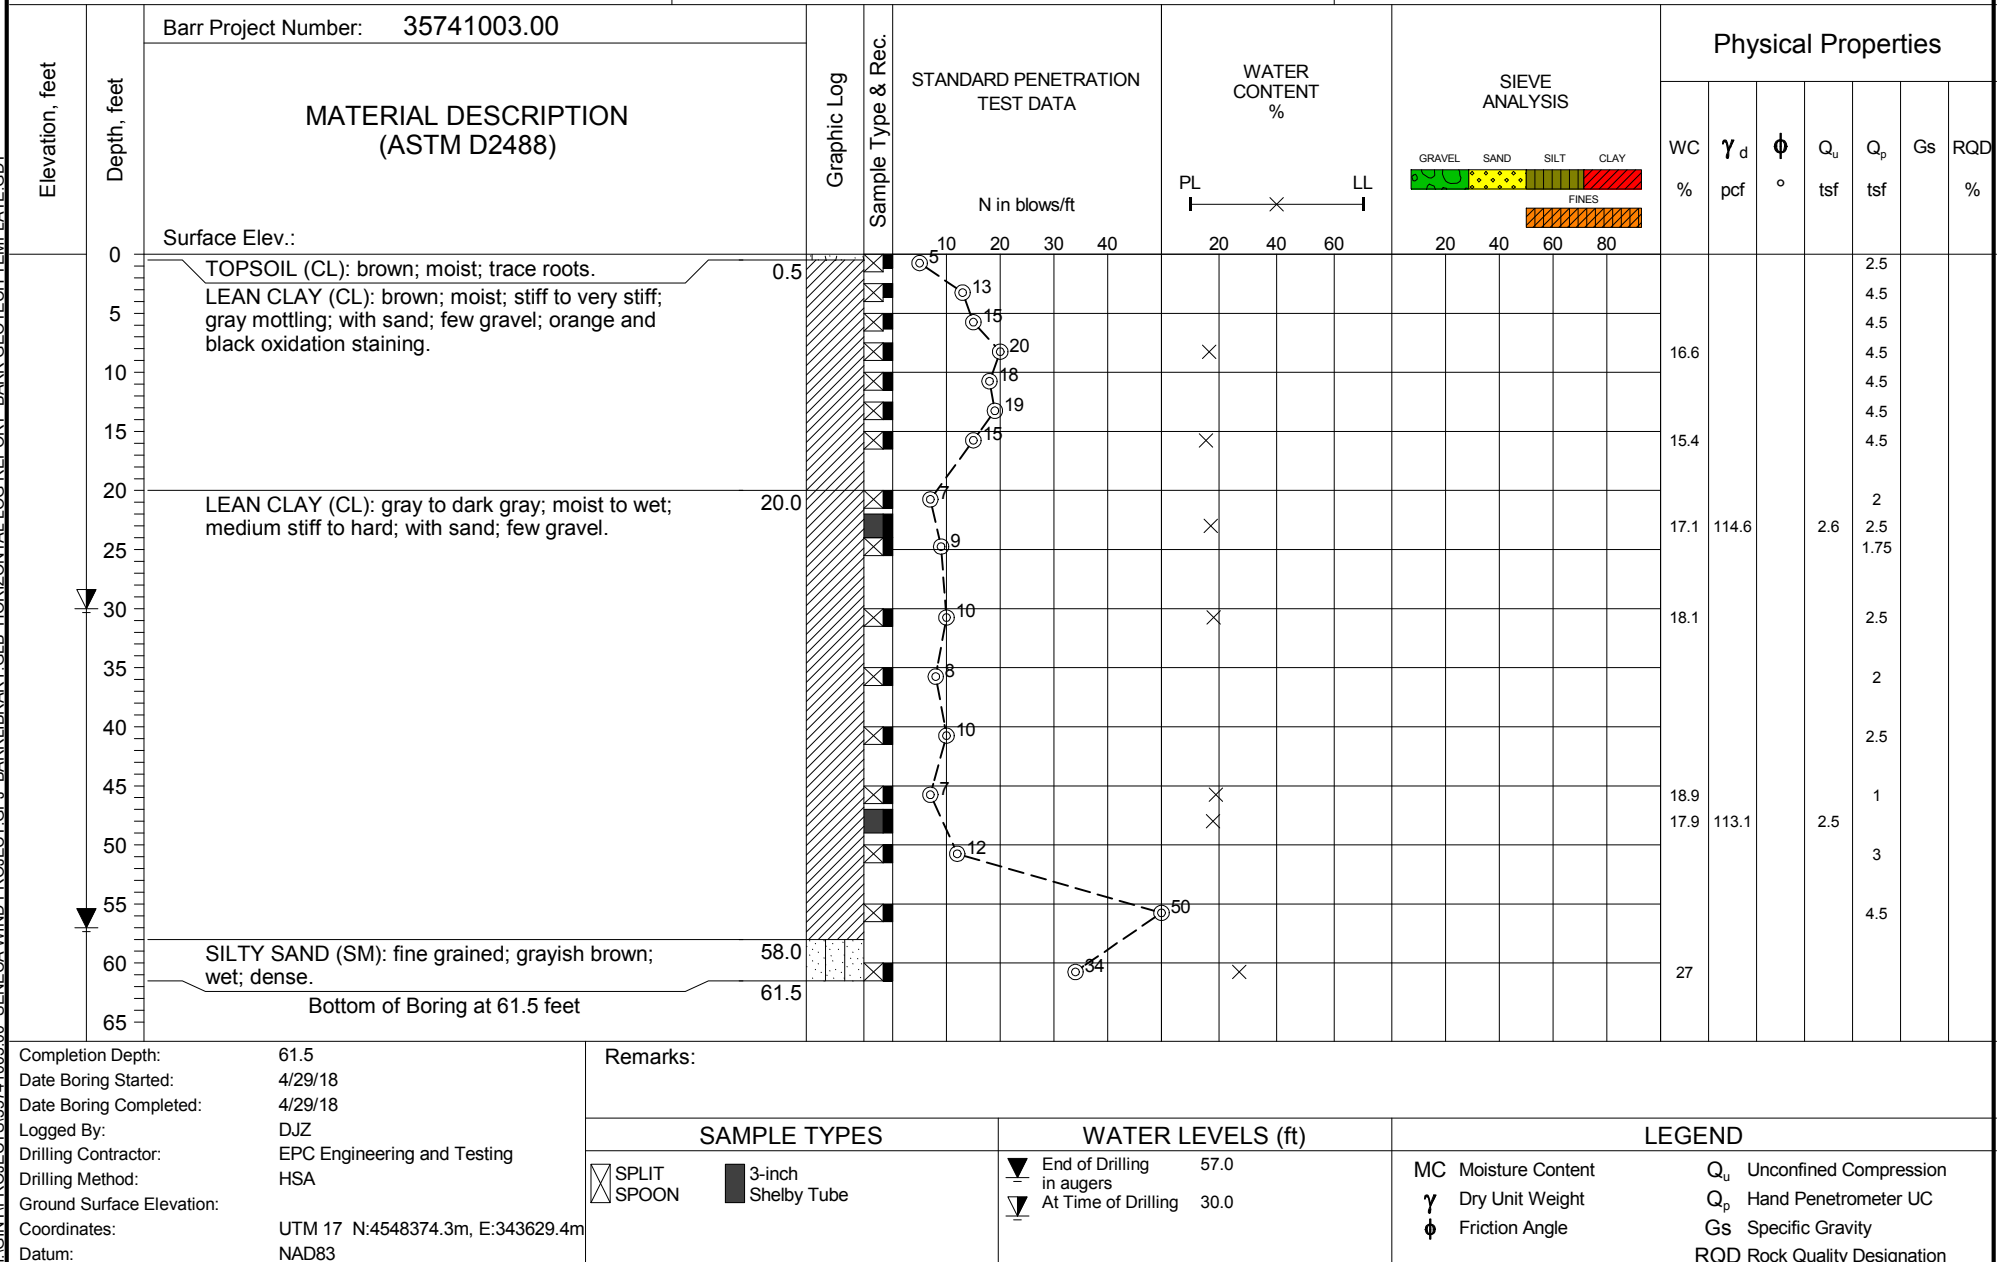 Barr Project Number: 35741003.00
Elevation, feet
Depth, feet
MATERIAL DESCRIPTION
(ASTM D2488)
Surface Elev.:
Graphic Log
Sample Type & Rec.
STANDARD PENETRATION
TEST DATA
N in blows/ft
10 20 30 40
WATER
CONTENT
%
PL LL
20 40 60
SIEVE
ANALYSIS
GRAVEL SAND SILT CLAY
FINES
20 40 60 80
Physical Properties
WC γd ϕ Qu Qp Gs RQD
% pcf ° tsf tsf %
0
TOPSOIL (CL): brown; moist; trace roots. 0.5 5 2.5
LEAN CLAY (CL): brown; moist; stiff to very stiff; 13 4.5
5 gray mottling; with sand; few gravel; orange and 15 4.5
black oxidation staining. 20 16.6 4.5
10 18 4.5
19 4.5
15 15 15.4 4.5
20 LEAN CLAY (CL): gray to dark gray; moist to wet; 20.0 7 2
medium stiff to hard; with sand; few gravel. 17.1 114.6 2.6 2.5
25 9 1.75
30 10 18.1 2.5
35 8 2
40 10 2.5
45 7 18.9 1
17.9 113.1 2.5
50 12 3
55 50 4.5
SILTY SAND (SM): fine grained; grayish brown; 58.0
60 wet; dense. 34 27
61.5
Bottom of Boring at 61.5 feet
65
Completion Depth: 61.5
Date Boring Started: 4/29/18
Date Boring Completed: 4/29/18
Logged By: DJZ
Drilling Contractor: EPC Engineering and Testing
Drilling Method: HSA
Ground Surface Elevation:
Coordinates: UTM 17 N:4548374.3m, E:343629.4m
Datum: NAD83
Remarks:
SAMPLE TYPES
SPLIT
SPOON
3-inch
Shelby Tube
WATER LEVELS (ft)
End of Drilling 57.0
in augers
At Time of Drilling 30.0
LEGEND
MC Moisture Content
γ Dry Unit Weight
ϕ Friction Angle
Qu Unconfined Compression
Qp Hand Penetrometer UC
Gs Specific Gravity
RQD Rock Quality Designation